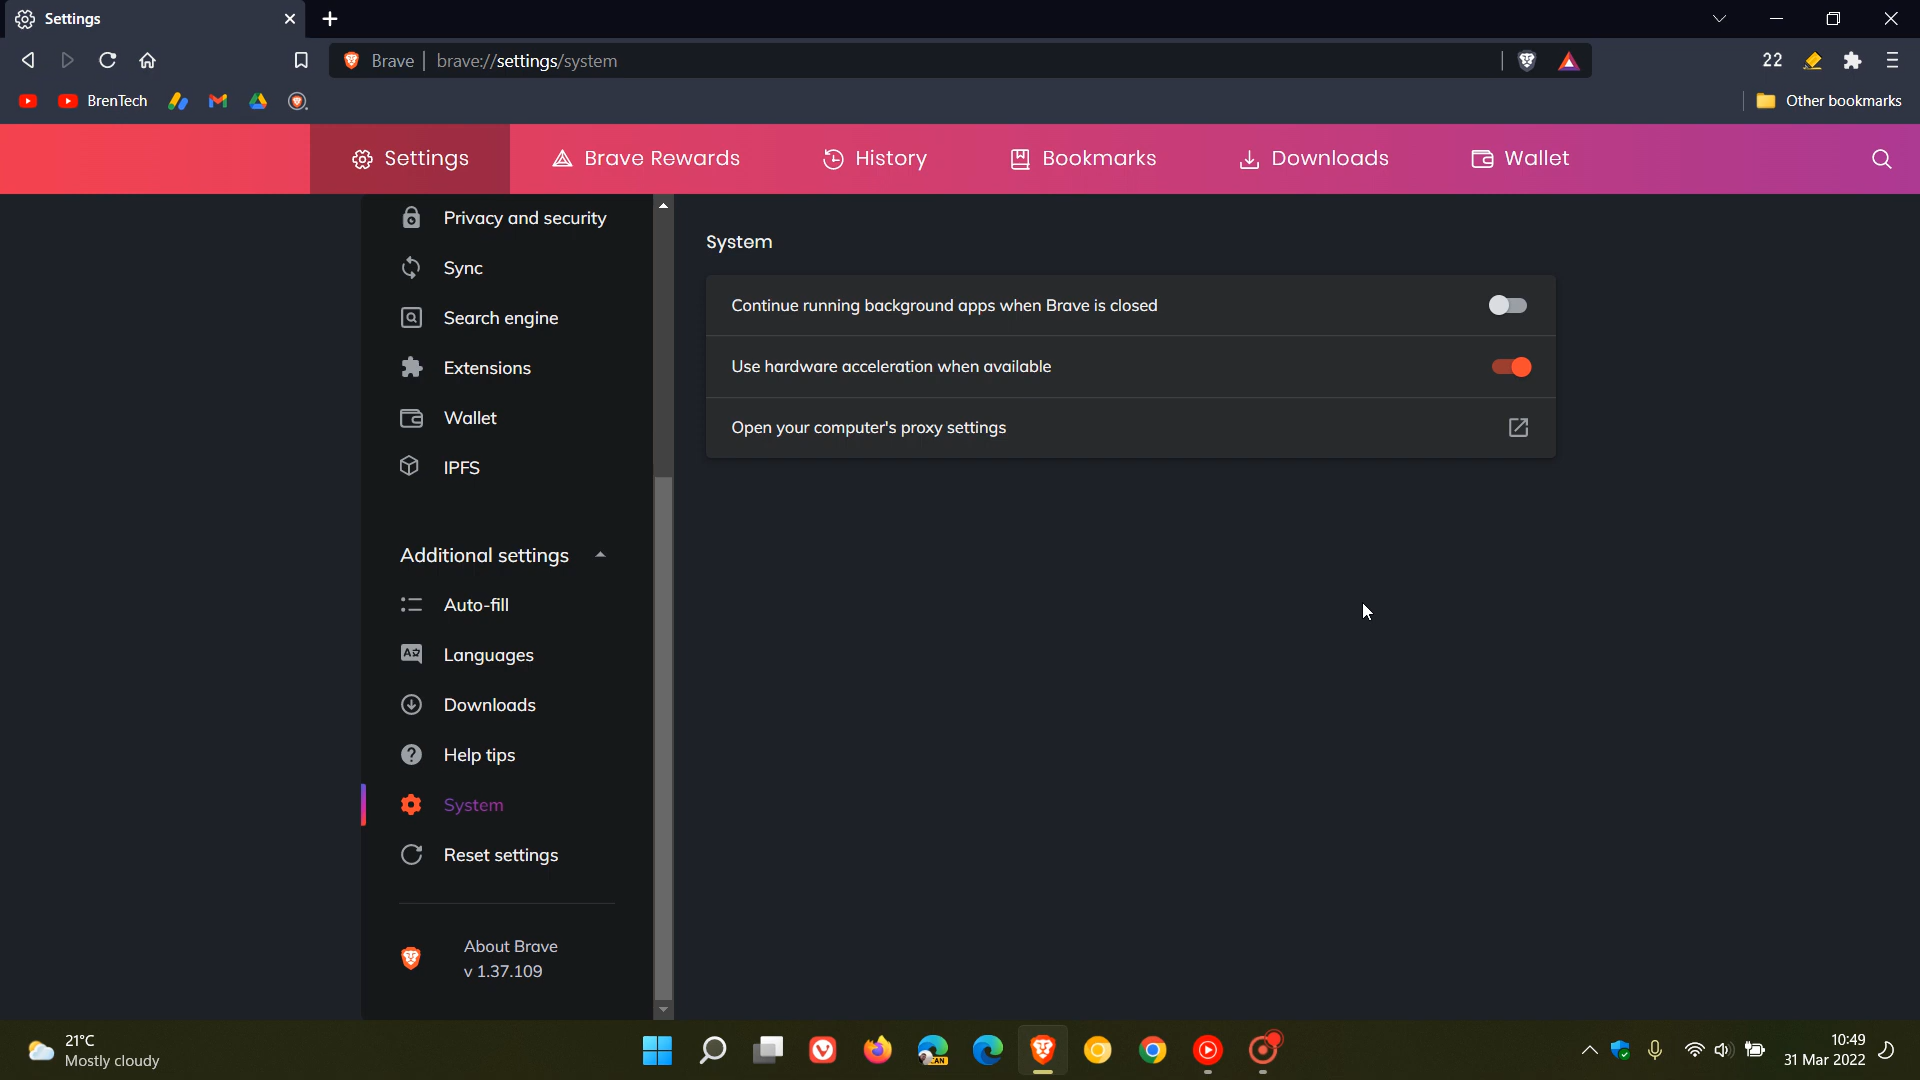 Settings
Brave
brave://settings/system
22
BrenTech
Other bookmarks
Settings
Brave Rewards
History
Bookmarks
Downloads
Wallet
Privacy and security
Sync
Search engine
Extensions
Wallet
IPFS
Additional settings
Auto-fill
Languages
Downloads
Help tips
System
Reset settings
About Brave
v 1.37.109
System
Continue running background apps when Brave is closed
Use hardware acceleration when available
Open your computer's proxy settings
21°C
Mostly cloudy
CAN
10:49
31 Mar 2022